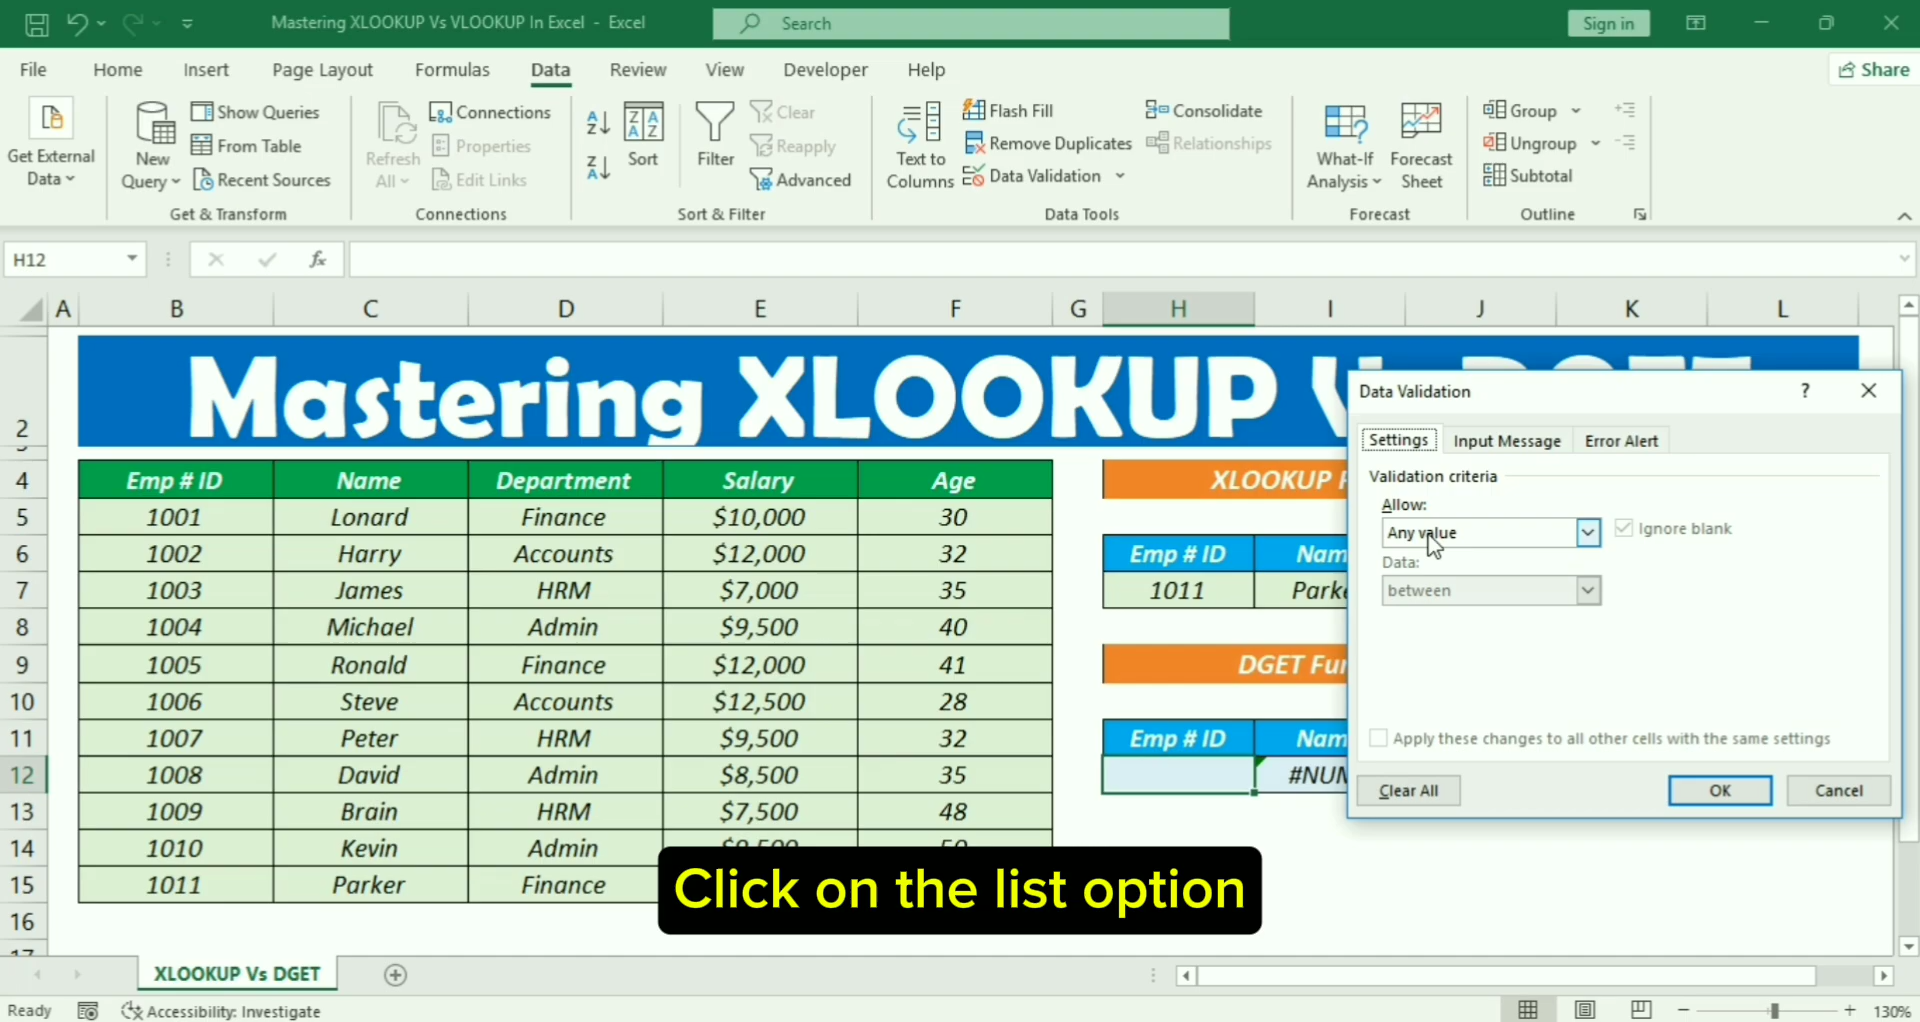 Mastering XLOOKUP Vs VLOOKUP In Excel - Excel
Search
Sign in
File Home Insert Page Layout Formulas Data Review View Developer Help
Share
Get External Data
New Query
Show Queries
From Table
Recent Sources
Get & Transform
Refresh All
Connections
Properties
Edit Links
Connections
Sort
Filter
Clear
Reapply
Advanced
Sort & Filter
Text to Columns
Flash Fill
Remove Duplicates
Data Validation
Consolidate
Relationships
Data Tools
What-If Analysis
Forecast Sheet
Forecast
Group
Ungroup
Subtotal
Outline
H12
fx
A B C D E F G H I J K L
Mastering XLOOKUP
2
4 Emp # ID Name Department Salary Age
5 1001 Lonard Finance $10,000 30
6 1002 Harry Accounts $12,000 32
7 1003 James HRM $7,000 35
8 1004 Michael Admin $9,500 40
9 1005 Ronald Finance $12,000 41
10 1006 Steve Accounts $12,500 28
11 1007 Peter HRM $9,500 32
12 1008 David Admin $8,500 35
13 1009 Brain HRM $7,500 48
14 1010 Kevin Admin
15 1011 Parker Finance
16
XLOOKUP
Emp # ID Nam
1011 Park
DGET Fu
Emp # ID Nam
#NUM
Data Validation ?
Settings Input Message Error Alert
Validation criteria
Allow:
Any value
Ignore blank
Data:
between
Apply these changes to all other cells with the same settings
Clear All OK Cancel
Click on the list option
XLOOKUP Vs DGET
Ready Accessibility: Investigate
130%